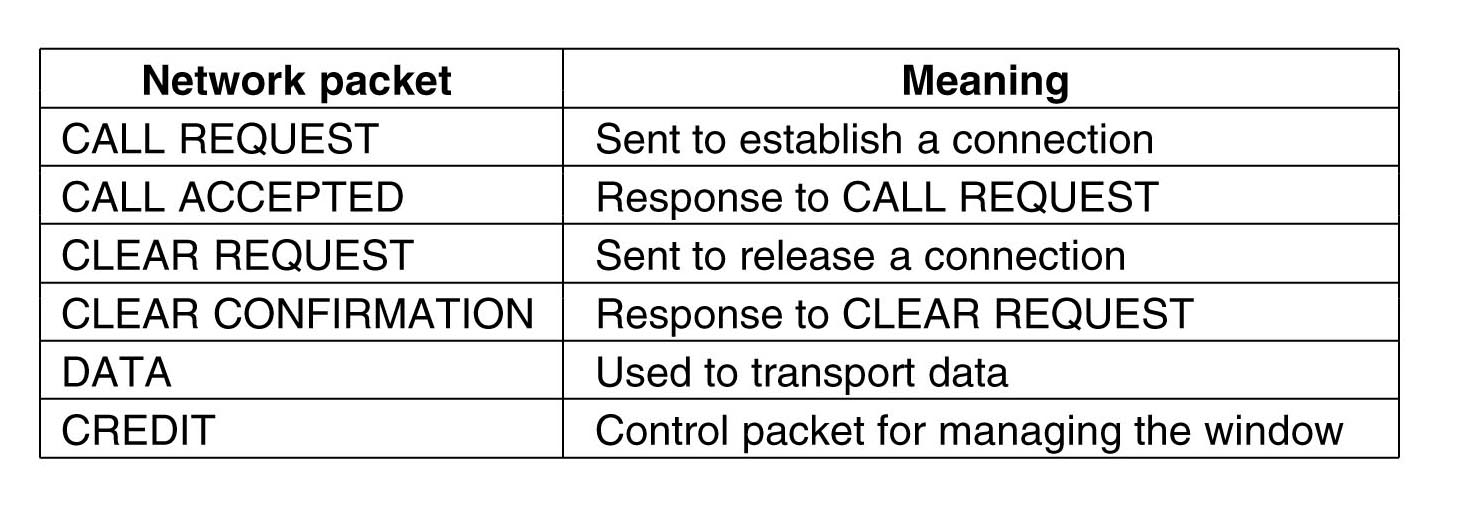 Network packet Meaning
CALL REQUEST Sent to establish a connection
CALL ACCEPTED Response to CALL REQUEST
CLEAR REQUEST Sent to release a connection
CLEAR CONFIRMATION Response to CLEAR REQUEST
DATA Used to transport data
CREDIT Control packet for managing the window